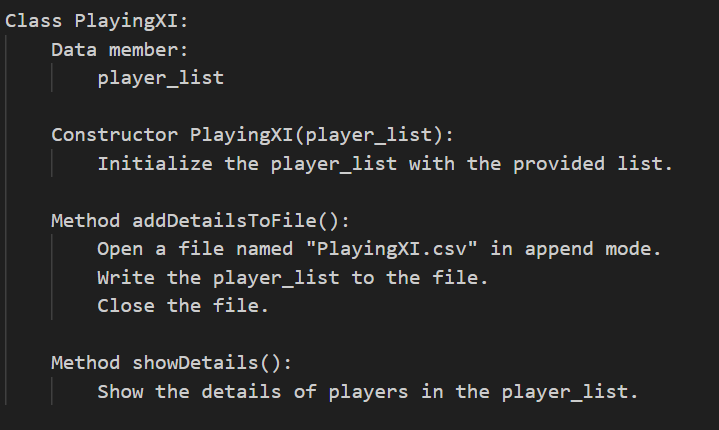 Class PlayingXI:
Data member:
player_list
Constructor PlayingXI(player_list):
Initialize the player_list with the provided list.
Method addDetailsToFile():
Open a file named "PlayingXI.csv" in append mode.
Write the player_list to the file.
Close the file.
Method showDetails():
Show the details of players in the player_list.